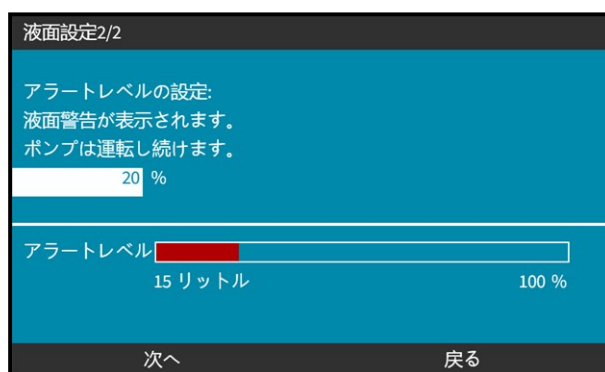 液面設定2/2
アラートレベルの設定:
液面警告が表示されます。
ポンプは運転し続けます。
20 %
アラートレベル
15 リットル 100 %
次へ 戻る